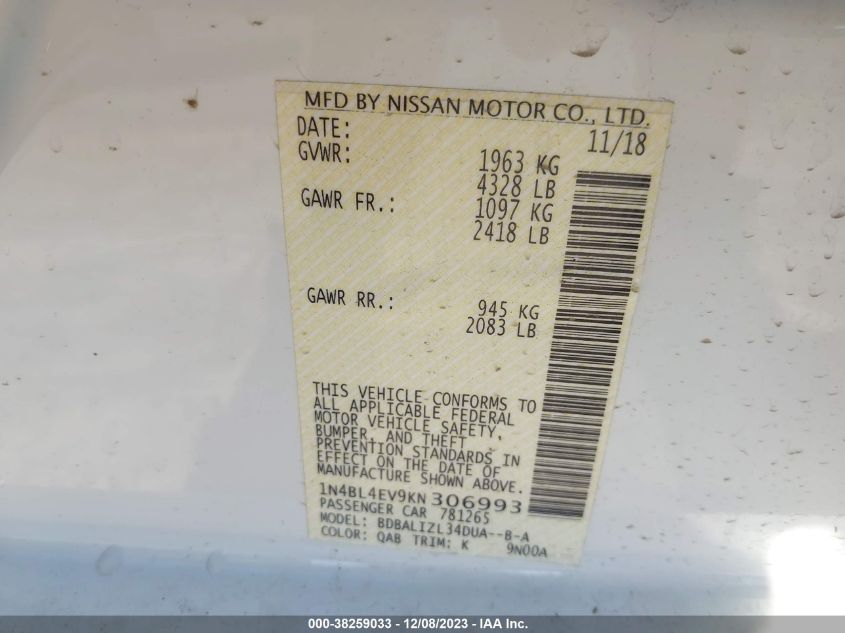 MFD BY NISSAN MOTOR CO., LTD.
DATE: 11/18
GVWR: 1963 KG
4328 LB
GAWR FR.: 1097 KG
2418 LB
GAWR RR.: 945 KG
2083 LB
THIS VEHICLE CONFORMS TO
ALL APPLICABLE FEDERAL
MOTOR VEHICLE SAFETY,
BUMPER, AND THEFT
PREVENTION STANDARDS IN
EFFECT ON THE DATE OF
MANUFACTURE SHOWN ABOVE.
1N4BL4EV9KN306993
PASSENGER CAR 781265
MODEL: BDBALIZL34DUA--B-A
COLOR: QAB TRIM: K 9N00A
000-38259033 - 12/08/2023 - IAA Inc.